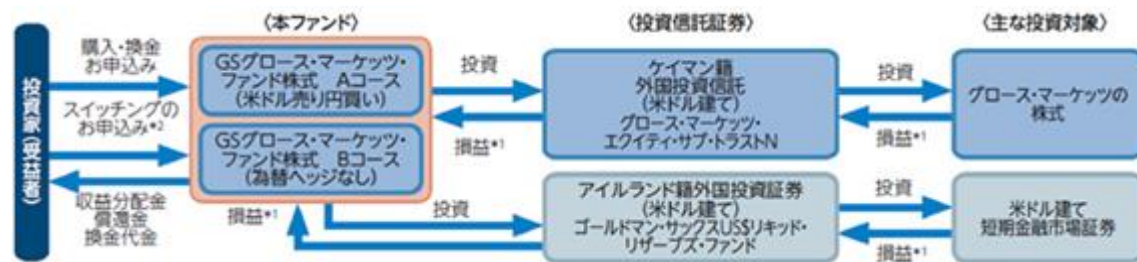 〈本ファンド〉
〈投資信託証券〉
〈主な投資対象〉
投資家(受益者)
購入・換金
お申込み
スイッチングの
お申込み*2
収益分配金
償還金
換金代金
GSグロース・マーケッツ・
ファンド株式 Aコース
(米ドル売り円買い)
GSグロース・マーケッツ・
ファンド株式 Bコース
(為替ヘッジなし)
投資
損益*1
ケイマン籍
外国投資信託
(米ドル建て)
グロース・マーケッツ・
エクイティ・サブ・トラストN
投資
損益*1
グロース・マーケッツの
株式
損益*1
投資
アイルランド籍外国投資証券
(米ドル建て)
ゴールドマン・サックスUS$リキッド・
リザーブズ・ファンド
投資
損益*1
米ドル建て
短期金融市場証券